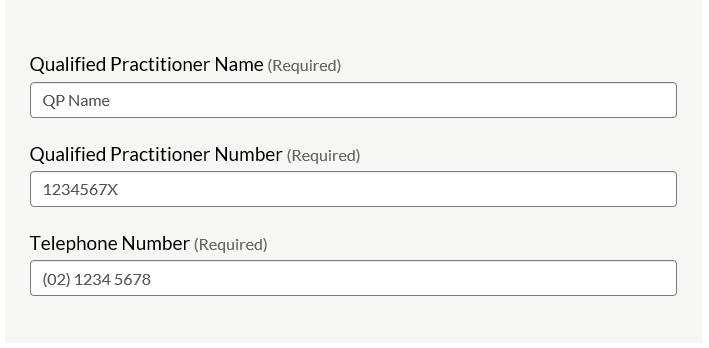 Qualified Practitioner Name (Required)
QP Name
Qualified Practitioner Number (Required)
1234567X
Telephone Number (Required)
(02) 1234 5678